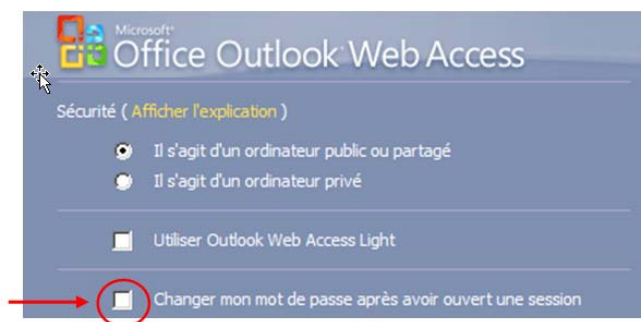 Microsoft®
Office Outlook Web Access
Sécurité ( Afficher l'explication )
Il s'agit d'un ordinateur public ou partagé
Il s'agit d'un ordinateur privé
Utiliser Outlook Web Access Light
Changer mon mot de passe après avoir ouvert une session